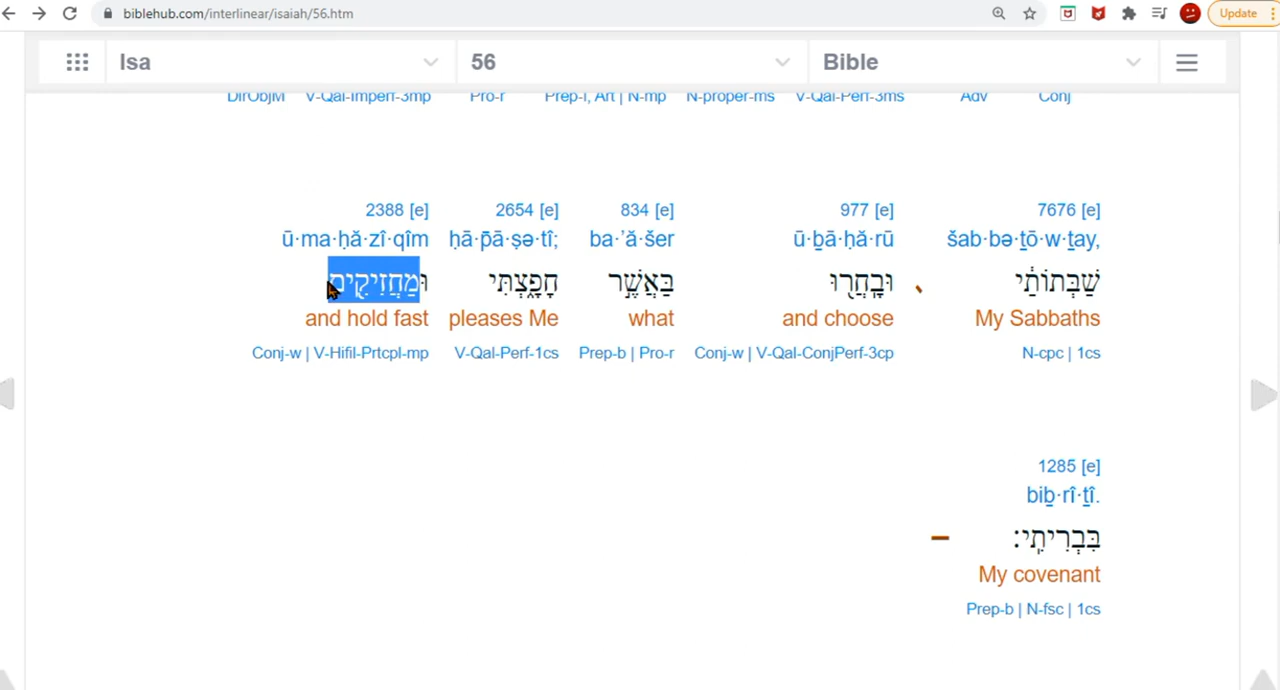 biblehub.com/interlinear/isaiah/56.htm Update
Isa 56 Bible
DirObjM V-Qal-Imperf-3mp Pro-r Prep-l, Art | N-mp N-proper-ms V-Qal-Perf-3ms Adv Conj
2388 [e] 2654 [e] 834 [e] 977 [e] 7676 [e]
ū·ma·ḥă·zî·qîm ḥā·p̄ā·ṣə·tî; ba·’ă·šer ū·ḇā·ḥă·rū šab·bə·ṯō·w·ṯay,
שַׁבְּתוֹתַ֔י ، וּבָֽחֲר֖וּ בַּאֲשֶׁ֣ר חָפָ֑צְתִּי וּמַחֲזִיקִ֖ים
and hold fast pleases Me what and choose My Sabbaths
Conj-w | V-Hifil-Prtcpl-mp V-Qal-Perf-1cs Prep-b | Pro-r Conj-w | V-Qal-ConjPerf-3cp N-cpc | 1cs
1285 [e]
biḇ·rî·ṯî.
בִּבְרִיתִֽי׃ –
My covenant
Prep-b | N-fsc | 1cs